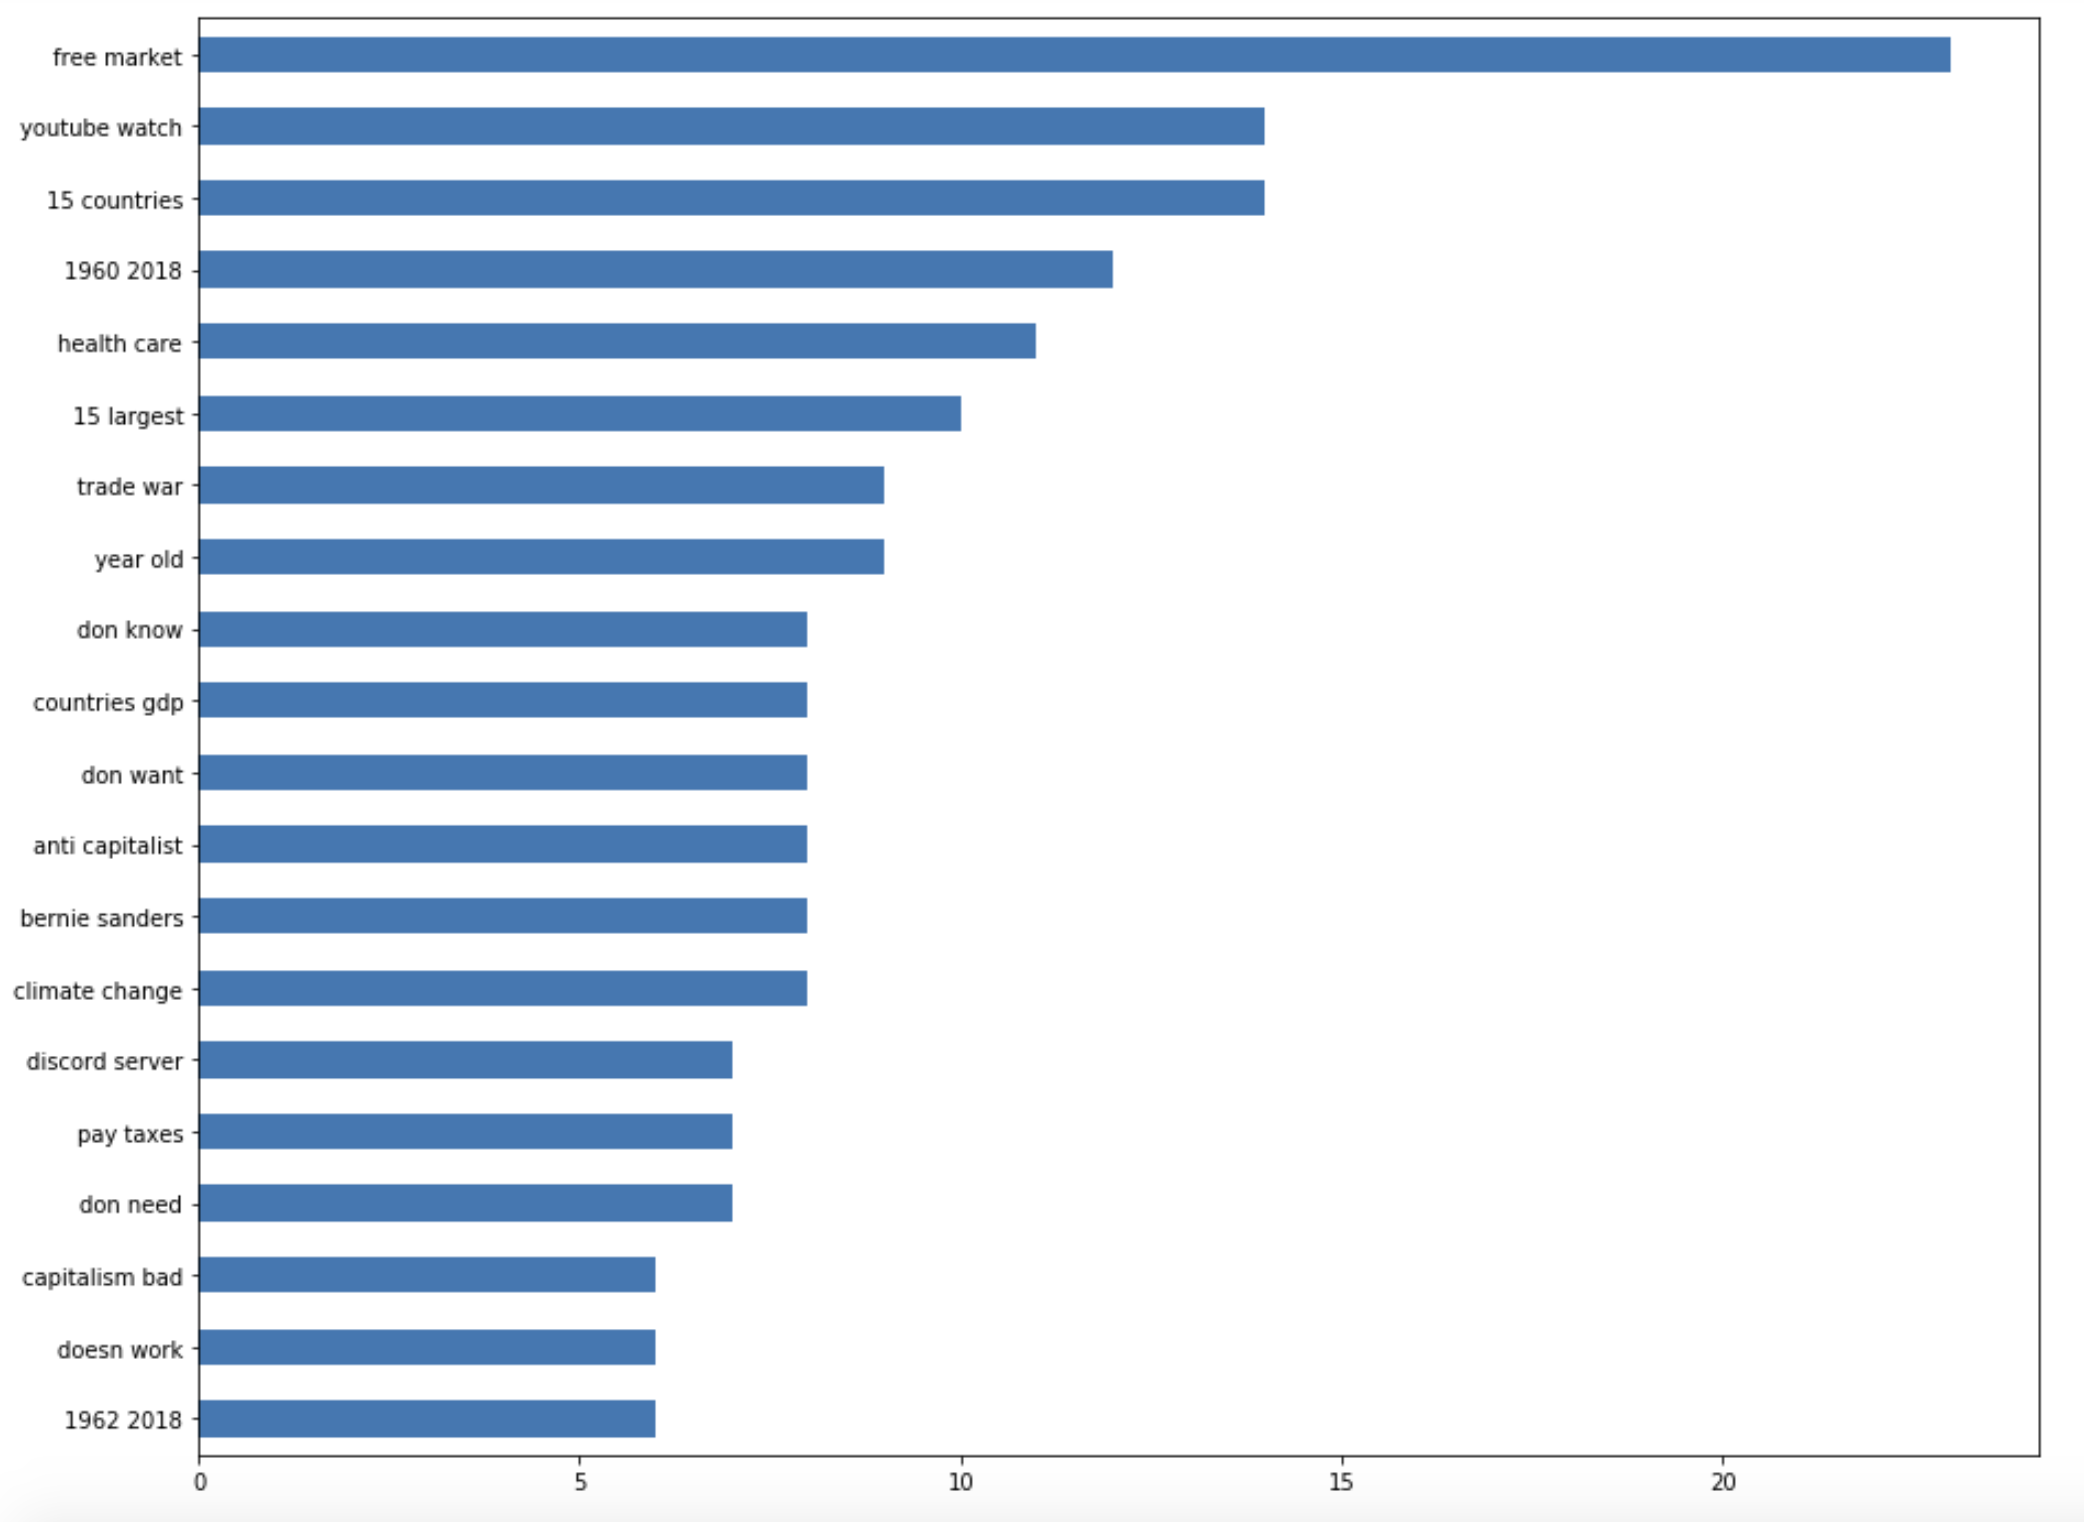 free market
youtube watch
15 countries
1960 2018
health care
15 largest
trade war
year old
don know
countries gdp
don want
anti capitalist
bernie sanders
climate change
discord server
pay taxes
don need
capitalism bad
doesn work
1962 2018
0 5 10 15 20